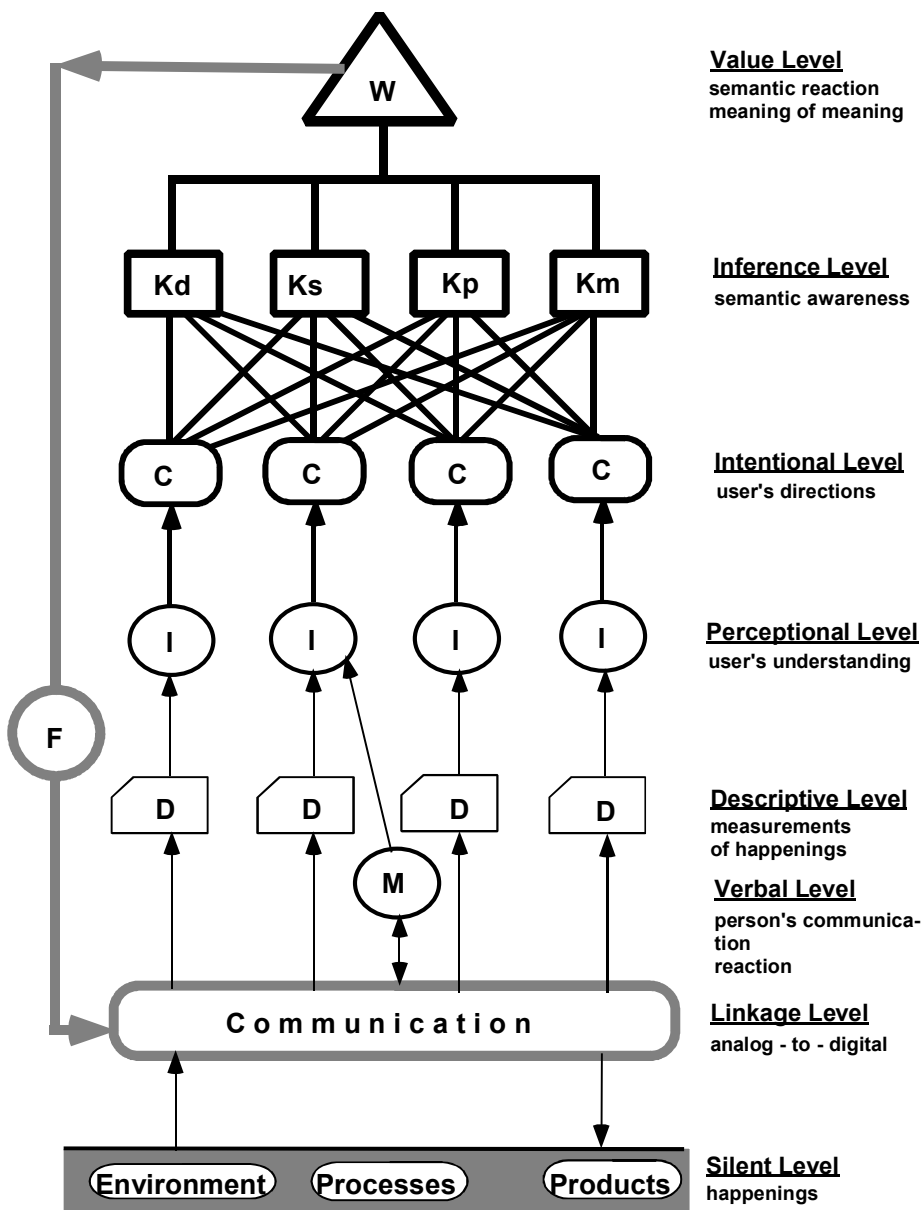 W
Value Level
semantic reaction
meaning of meaning
Kd Ks Kp Km
Inference Level
semantic awareness
C C C C
Intentional Level
user's directions
I I I I
Perceptional Level
user's understanding
F
D D D D
Descriptive Level
measurements
of happenings
M
Verbal Level
person's communica-
tion
reaction
Communication
Linkage Level
analog - to - digital
Environment Processes Products
Silent Level
happenings